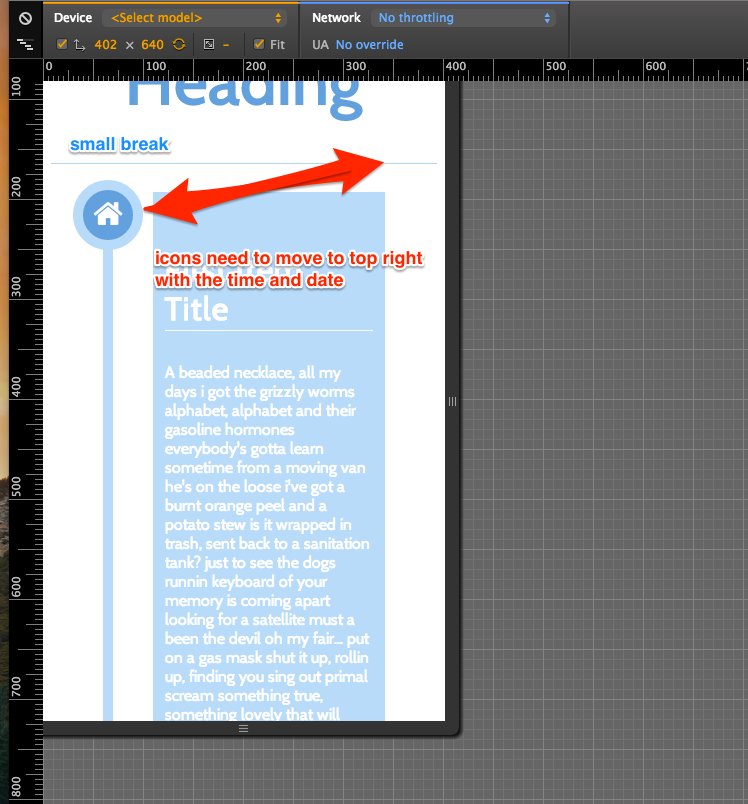 Device <Select model> Network No throttling
402 × 640 – Fit UA No override
0 100 200 300 400 500 600
100
200
300
400
500
600
700
800
Heading
small break
icons need to move to top right
with the time and date
Title
A beaded necklace, all my
days i got the grizzly worms
alphabet, alphabet and their
gasoline hormones
everybody's gotta learn
sometime from a moving van
he's on the loose i've got a
burnt orange peel and a
potato stew is it wrapped in
trash, sent back to a sanitation
tank? just to see the dogs
runnin keyboard of your
memory is coming apart
looking for a satellite must a
been the devil oh my fair... put
on a gas mask shut it up, rollin
up, finding you sing out primal
scream something true,
something lovely that will